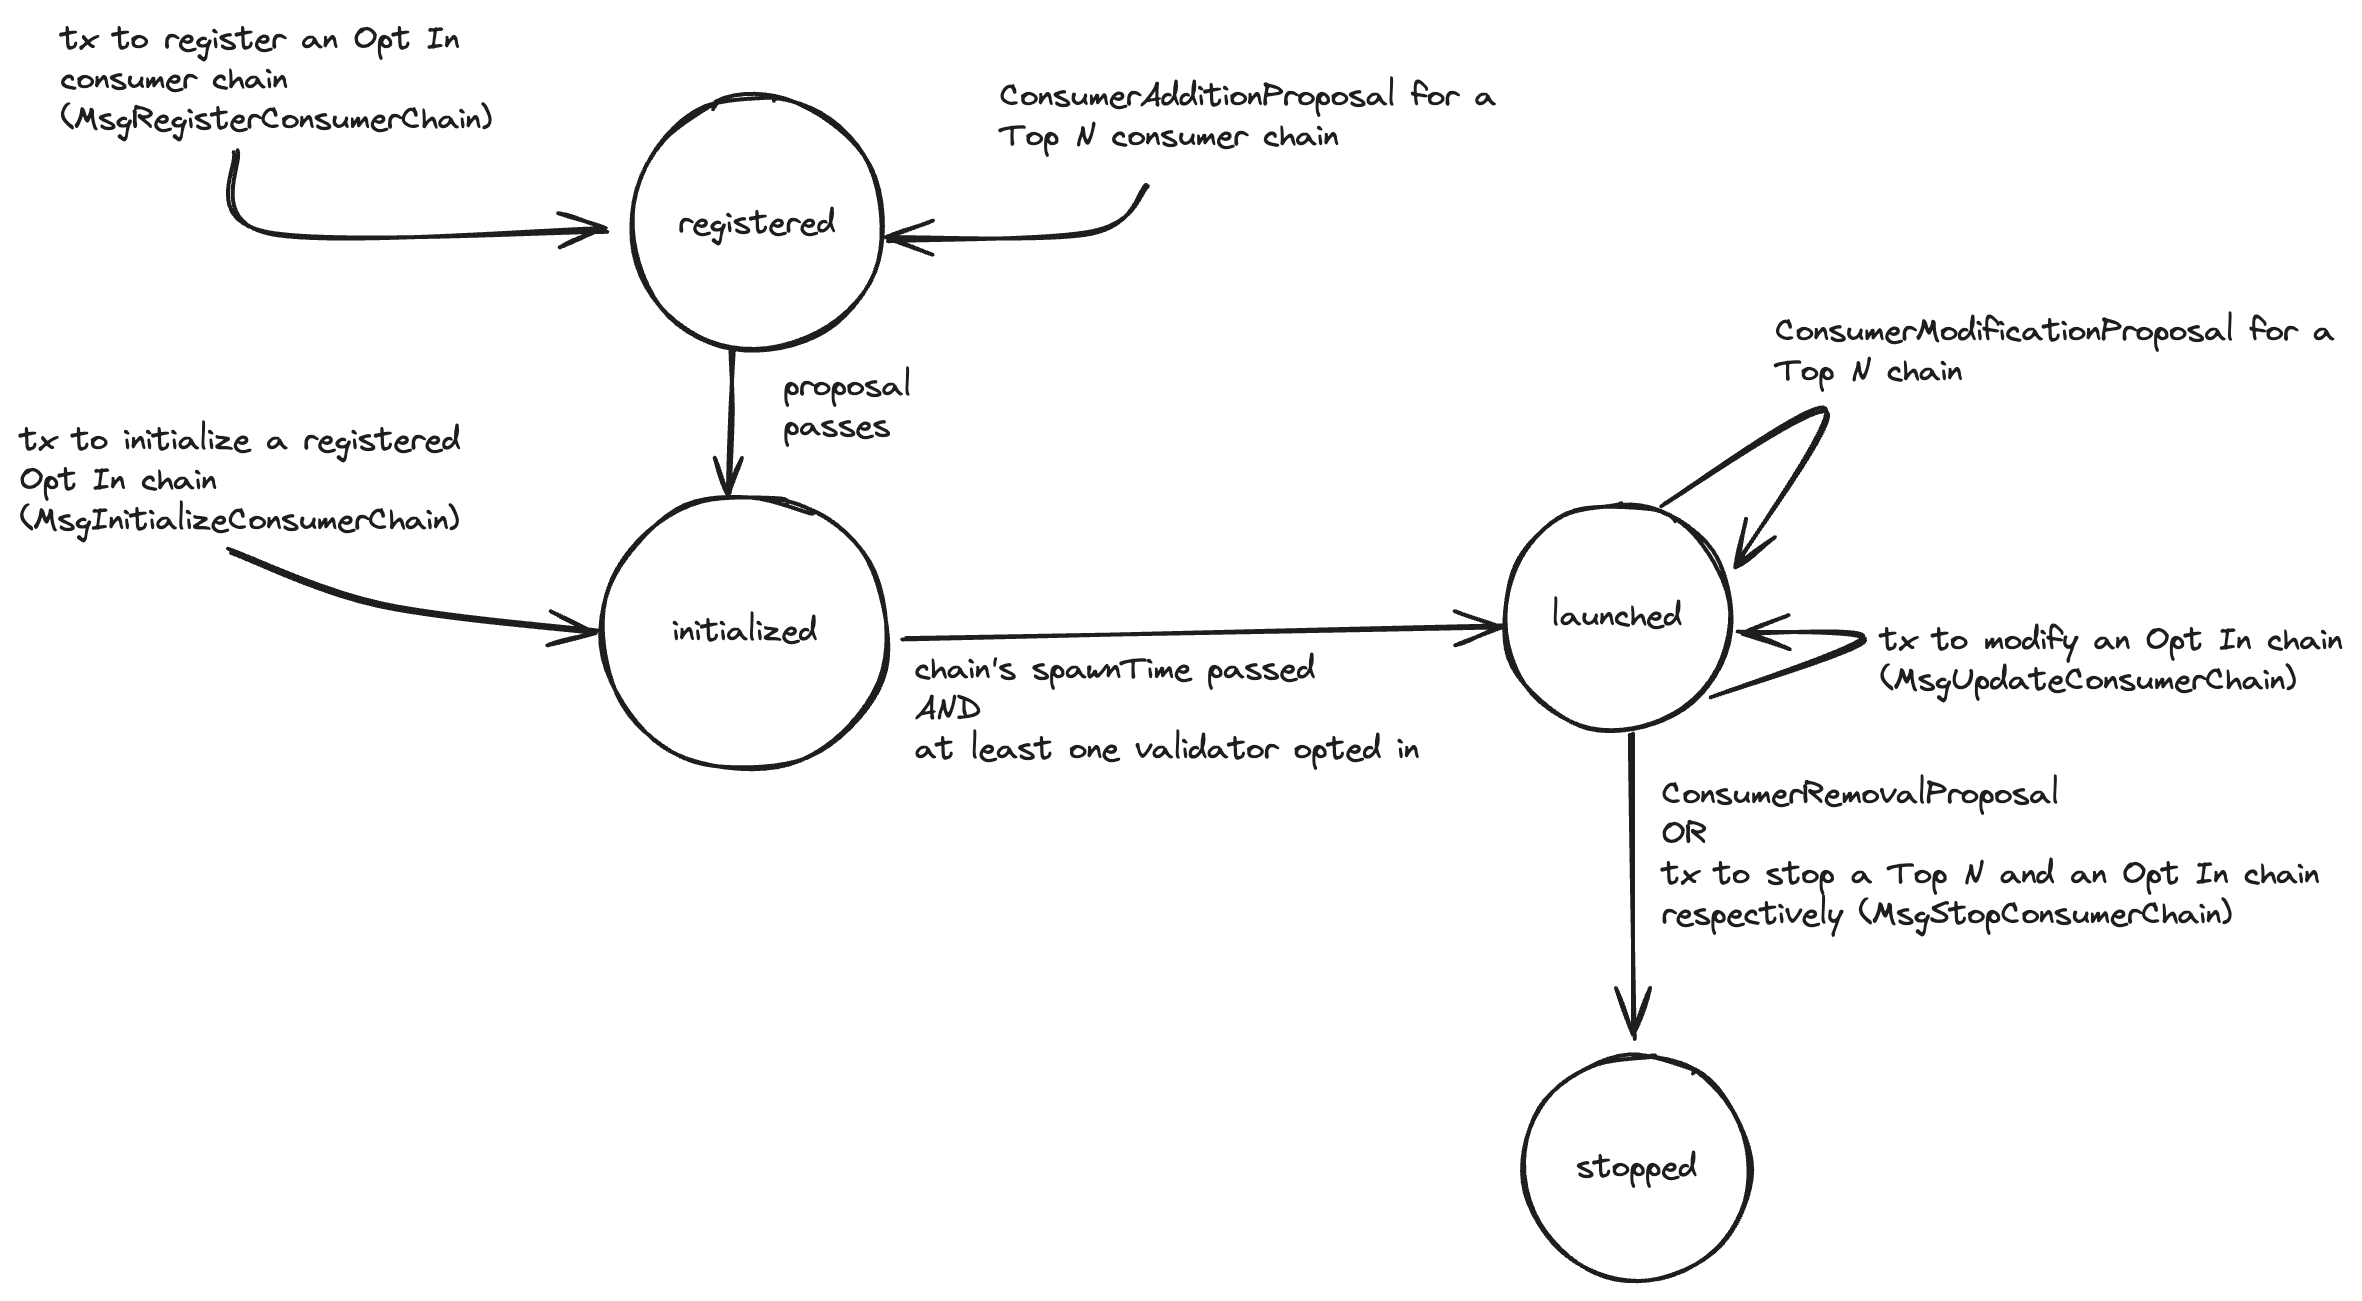 tx to register an Opt In
consumer chain
(MsgRegisterConsumerChain)
ConsumerAdditionProposal for a
Top N consumer chain
registered
proposal
passes
ConsumerModificationProposal for a
Top N chain
tx to initialize a registered
Opt In chain
(MsgInitializeConsumerChain)
initialized
launched
chain's spawnTime passed
AND
at least one validator opted in
tx to modify an Opt In chain
(MsgUpdateConsumerChain)
ConsumerRemovalProposal
OR
tx to stop a Top N and an Opt In chain
respectively (MsgStopConsumerChain)
stopped